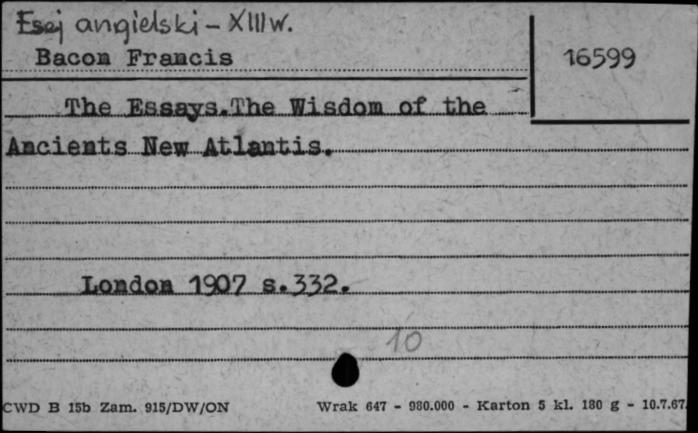 Esej angielski - XIII w.
Bacon Francis
16599
The Essays.The Wisdom of the
Ancients New Atlantis.
London 1907 s.332.
10
CWD B 15b Zam. 915/DW/ON
Wrak 647 - 980.000 - Karton 5 kl. 180 g - 10.7.67.